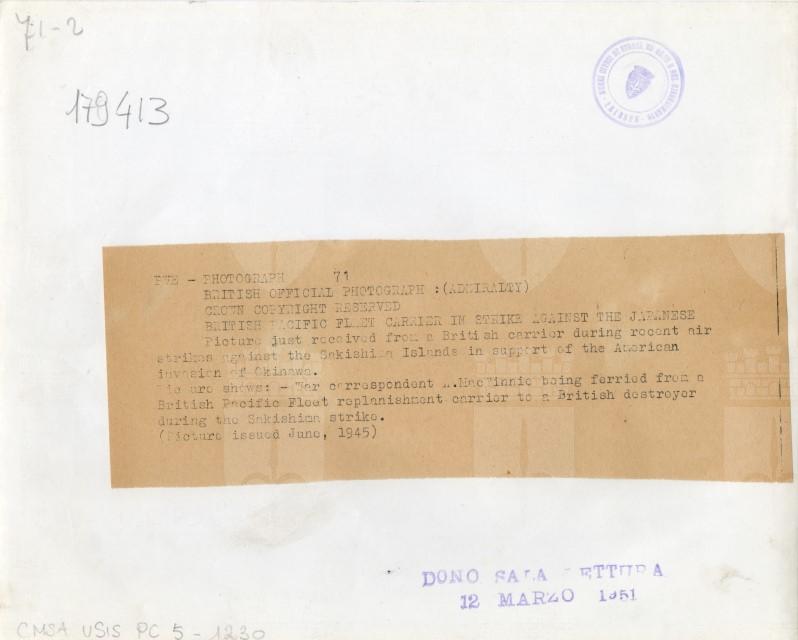 71-2
179413
PWE - PHOTOGRAPH 71
BRITISH OFFICIAL PHOTOGRAPH :(ADMIRALTY)
CROWN COPYRIGHT RESERVED
BRITISH PACIFIC FLEET CARRIER IN STRIKE AGAINST THE JAPANESE
Picture just received from a British carrier during recent air
strikes against the Sakishima Islands in support of the American
invasion of Okinawa.
Picture shows: - War correspondent being ferried from a
British Pacific Fleet replanishment carrier to a British destroyer
during the Sakishima strike.
(Picture issued June, 1945)
DONO SALA LETTURA
12 MARZO 1951
CMSA USIS PC 5 - 1230